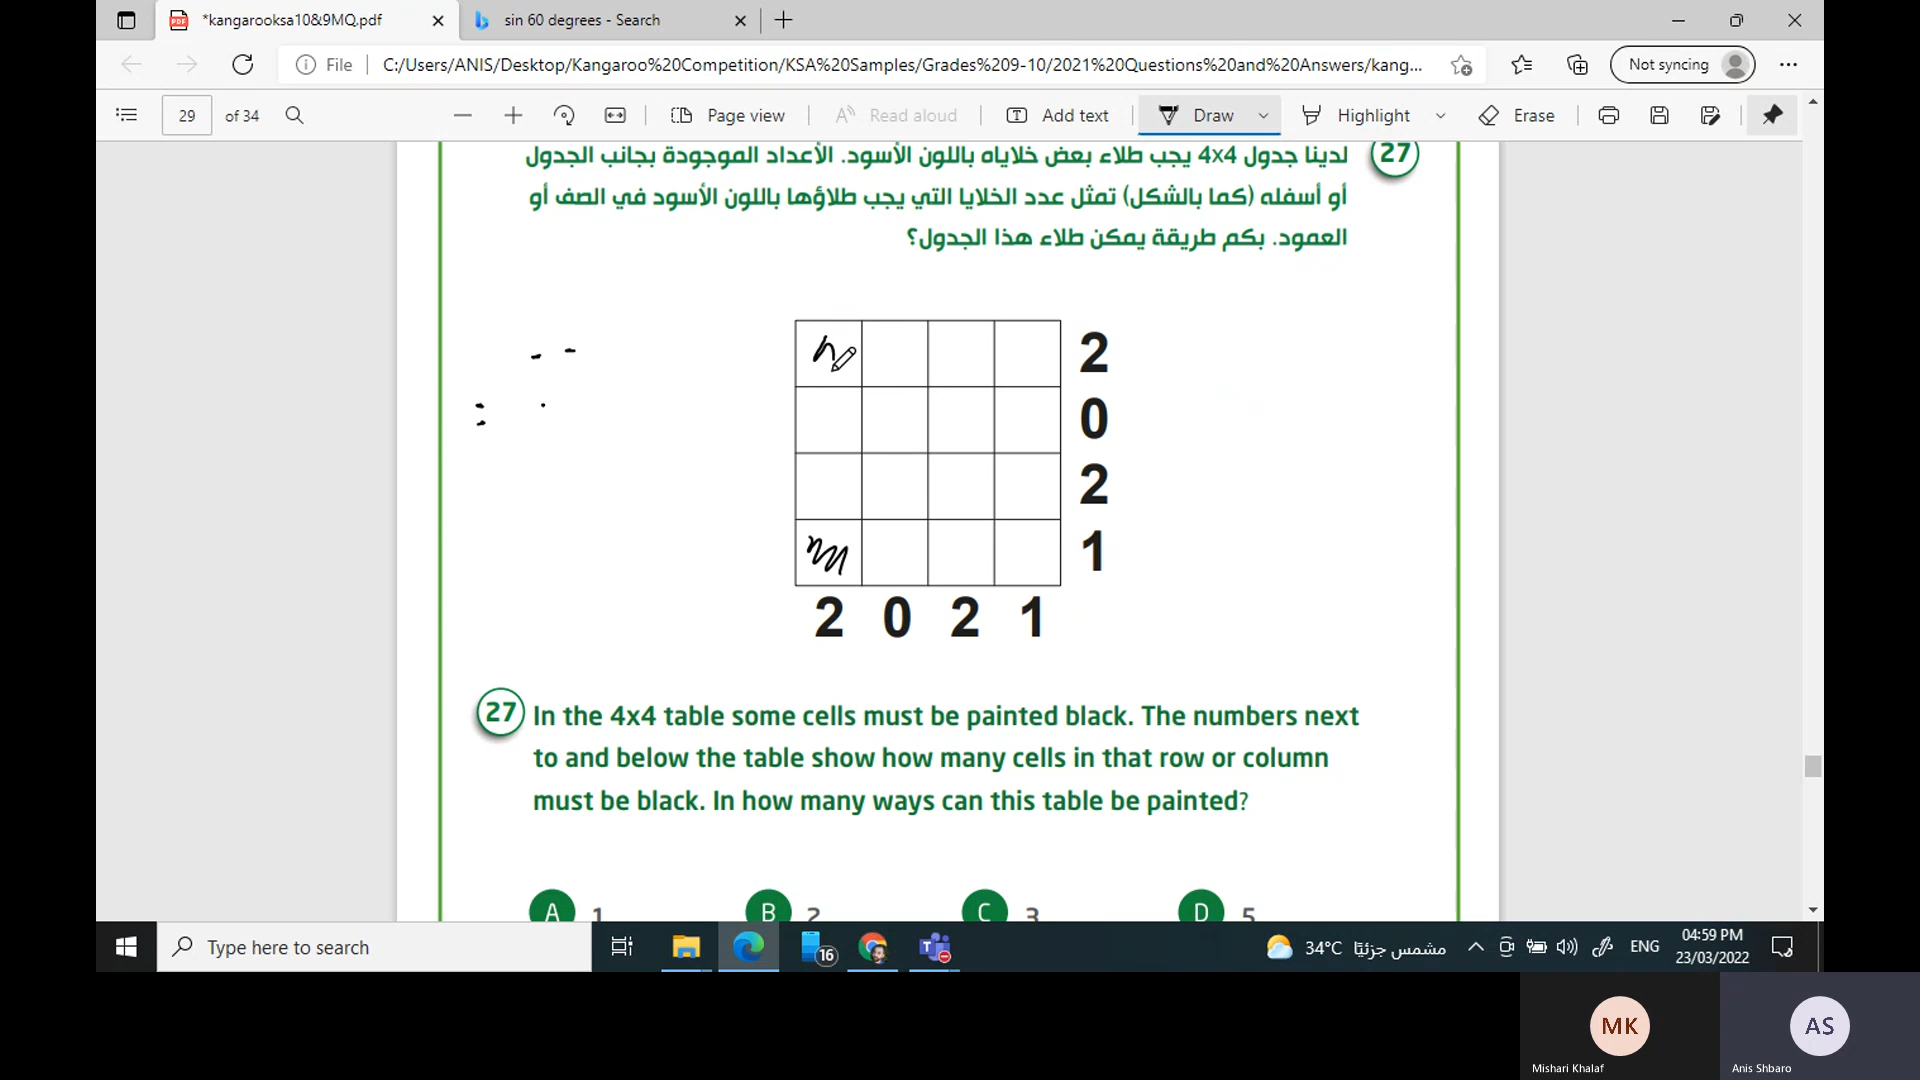 *kangarooksa10&9MQ.pdf
sin 60 degrees - Search
File
C:/Users/ANIS/Desktop/Kangaroo%20Competition/KSA%20Samples/Grades%209-10/2021%20Questions%20and%20Answers/kang...
Not syncing
29 of 34
Page view
Read aloud
Add text
Draw
Highlight
Erase
27 لدينا جدول 4x4 يجب طلاء بعض خلاياه باللون الأسود. الأعداد الموجودة بجانب الجدول
أو أسفله (كما بالشكل) تمثل عدد الخلايا التي يجب طلاؤها باللون الأسود في الصف أو
العمود. بكم طريقة يمكن طلاء هذا الجدول؟
2
0
2
1
2 0 2 1
27 In the 4x4 table some cells must be painted black. The numbers next
to and below the table show how many cells in that row or column
must be black. In how many ways can this table be painted?
A 1 B 2 C 3 D 5
Type here to search
16
34°C مشمس جزئيًا
ENG
04:59 PM
23/03/2022
MK
Mishari Khalaf
AS
Anis Shbaro